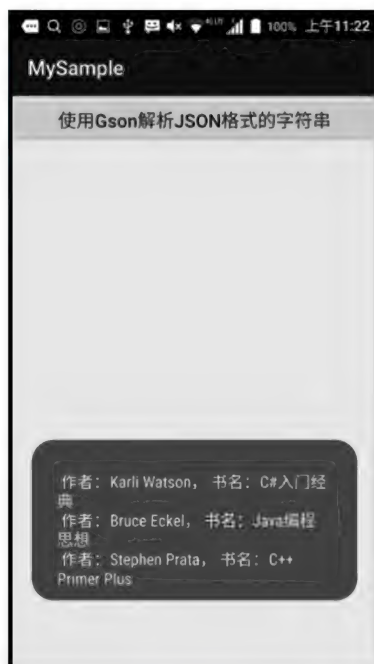 100% 上午11:22
MySample
使用Gson解析JSON格式的字符串
作者：Karli Watson， 书名：C#入门经
典
作者：Bruce Eckel， 书名：Java编程
思想
作者：Stephen Prata， 书名：C++
Primer Plus